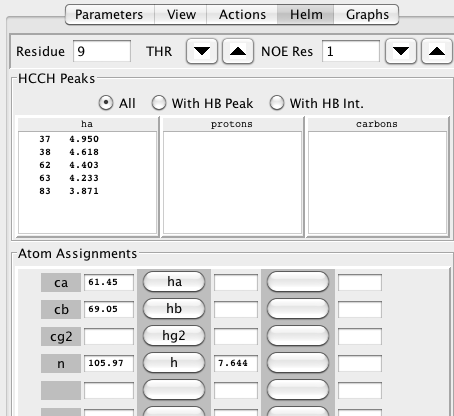 Parameters View Actions Helm Graphs
Residue 9 THR NOE Res 1
HCCH Peaks
All With HB Peak With HB Int.
ha protons carbons
37 4.950
38 4.618
62 4.403
63 4.233
83 3.871
Atom Assignments
ca 61.45 ha
cb 69.05 hb
cg2 hg2
n 105.97 h 7.644